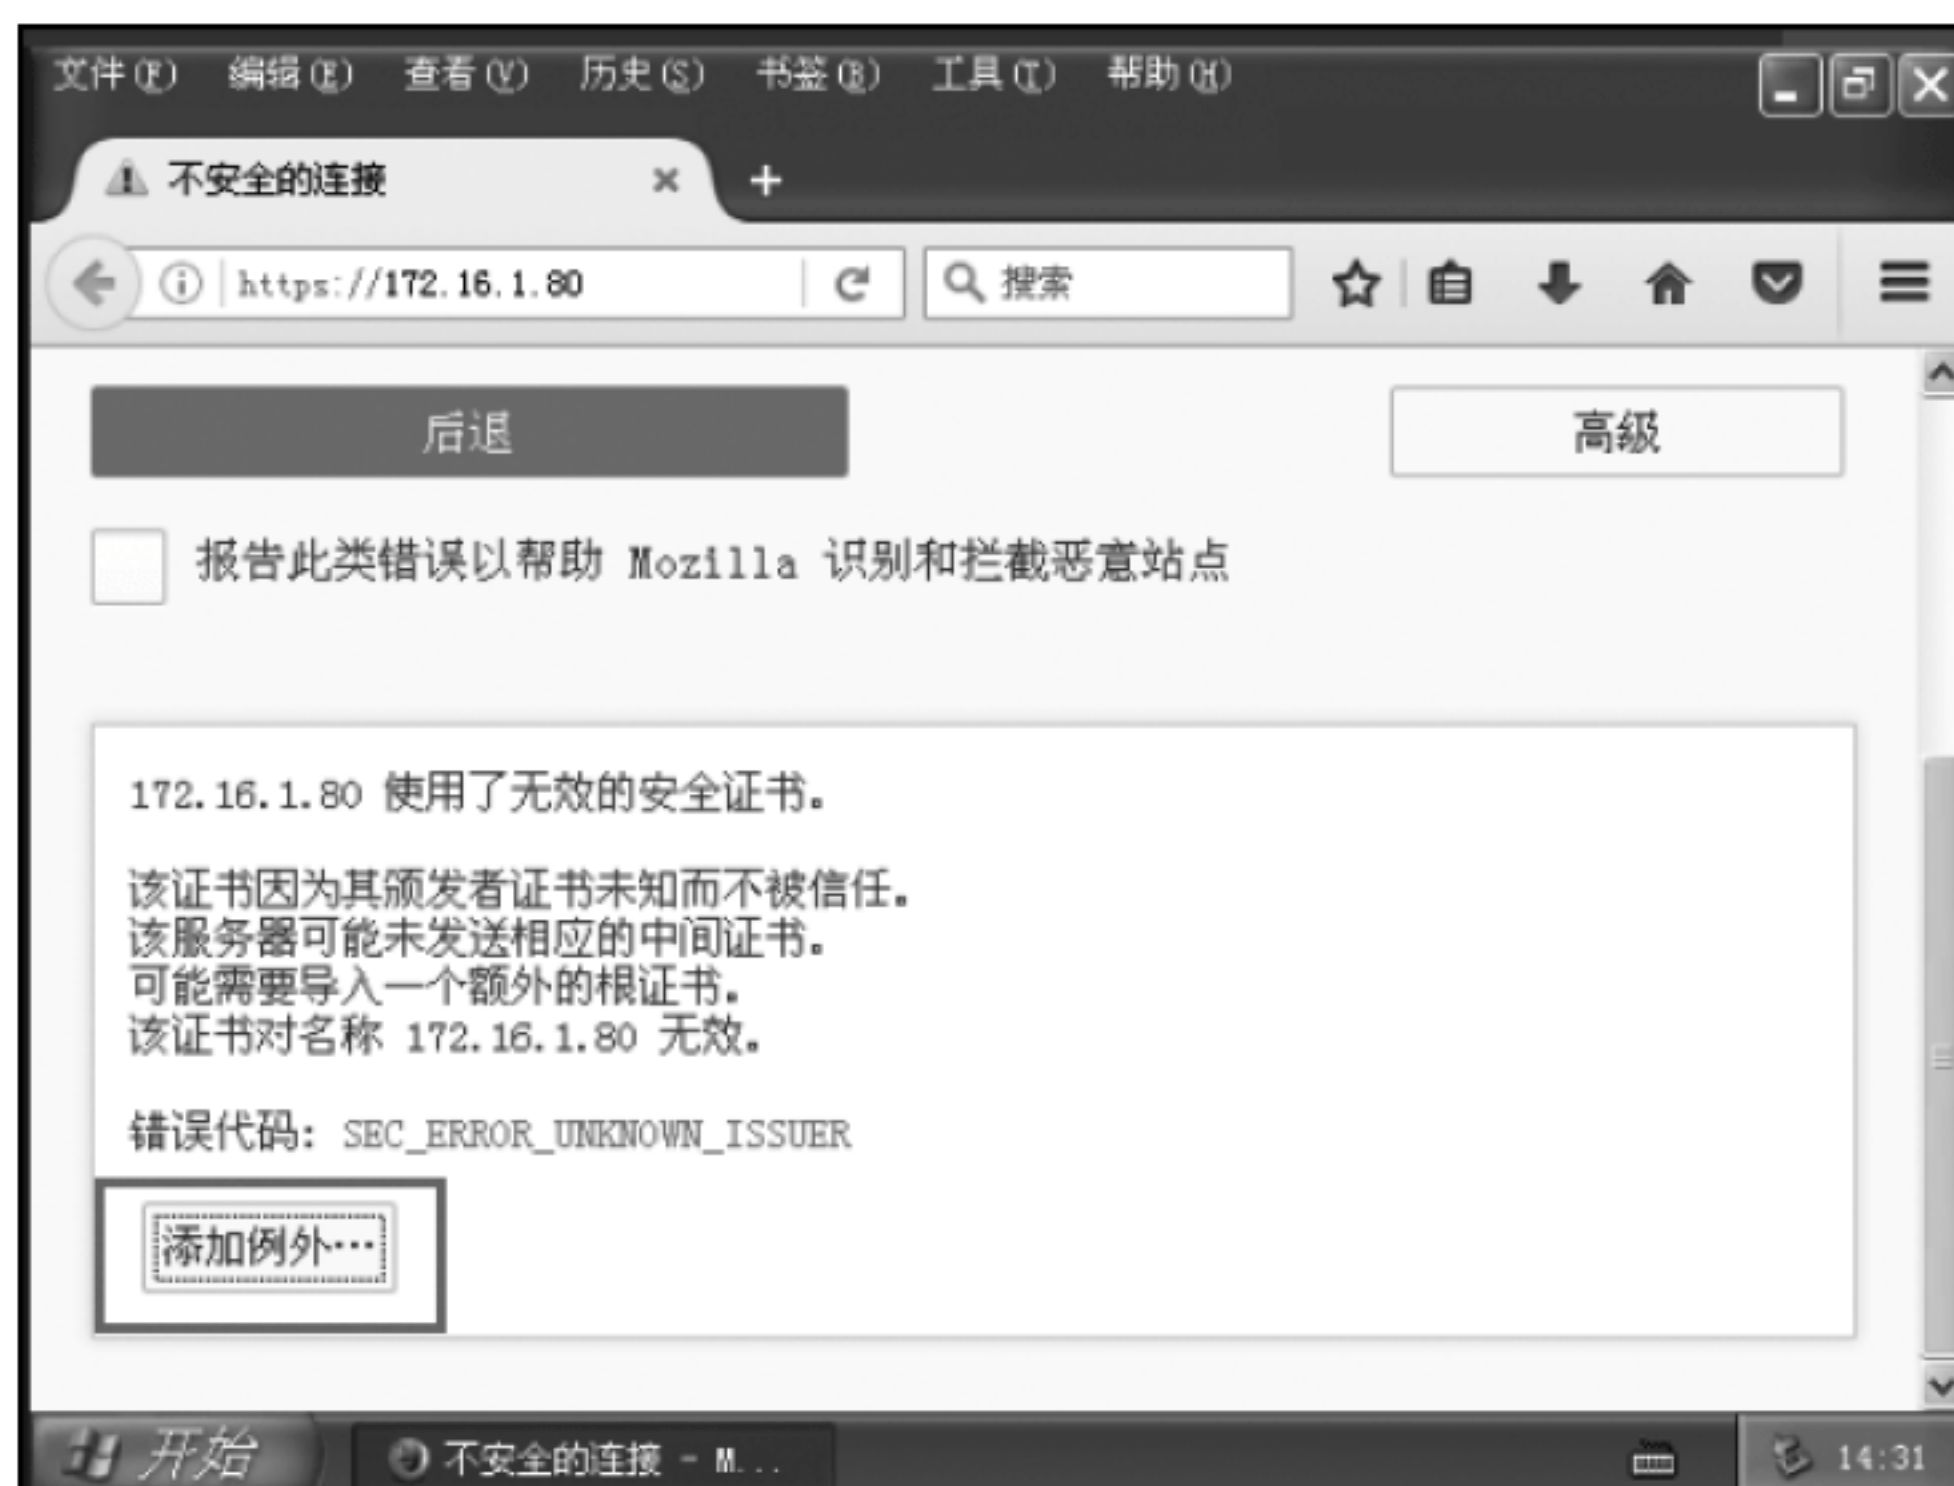 文件(F) 编辑(E) 查看(V) 历史(S) 书签(B) 工具(T) 帮助(H)
不安全的连接
https://172.16.1.80
搜索
后退
高级
报告此类错误以帮助 Mozilla 识别和拦截恶意站点
172.16.1.80 使用了无效的安全证书。
该证书因为其颁发者证书未知而不被信任。
该服务器可能未发送相应的中间证书。
可能需要导入一个额外的根证书。
该证书对名称 172.16.1.80 无效。
错误代码: SEC_ERROR_UNKNOWN_ISSUER
添加例外…
开始
不安全的连接 - M...
14:31